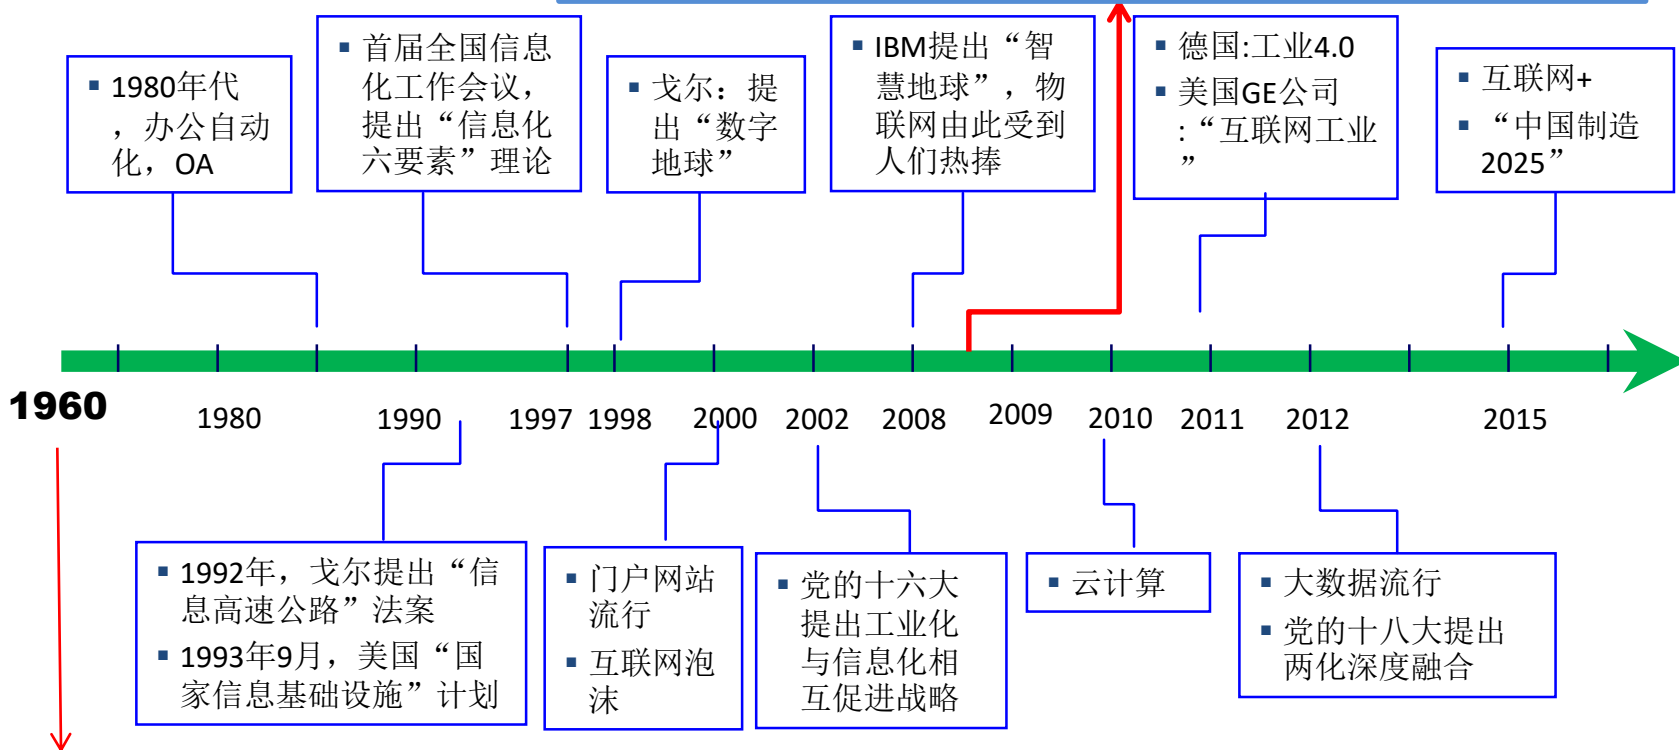 1980年代
，办公自动
化，OA
首届全国信息
化工作会议，
提出“信息化
六要素”理论
戈尔：提
出“数字
地球”
IBM提出“智
慧地球”，物
联网由此受到
人们热捧
德国:工业4.0
美国GE公司
:“互联网工业
”
互联网+
“中国制造
2025”
1960
1980
1990
1997
1998
2000
2002
2008
2009
2010
2011
2012
2015
1992年，戈尔提出“信
息高速公路”法案
1993年9月，美国“国
家信息基础设施”计划
门户网站
流行
互联网泡
沫
党的十六大
提出工业化
与信息化相
互促进战略
云计算
大数据流行
党的十八大提出
两化深度融合